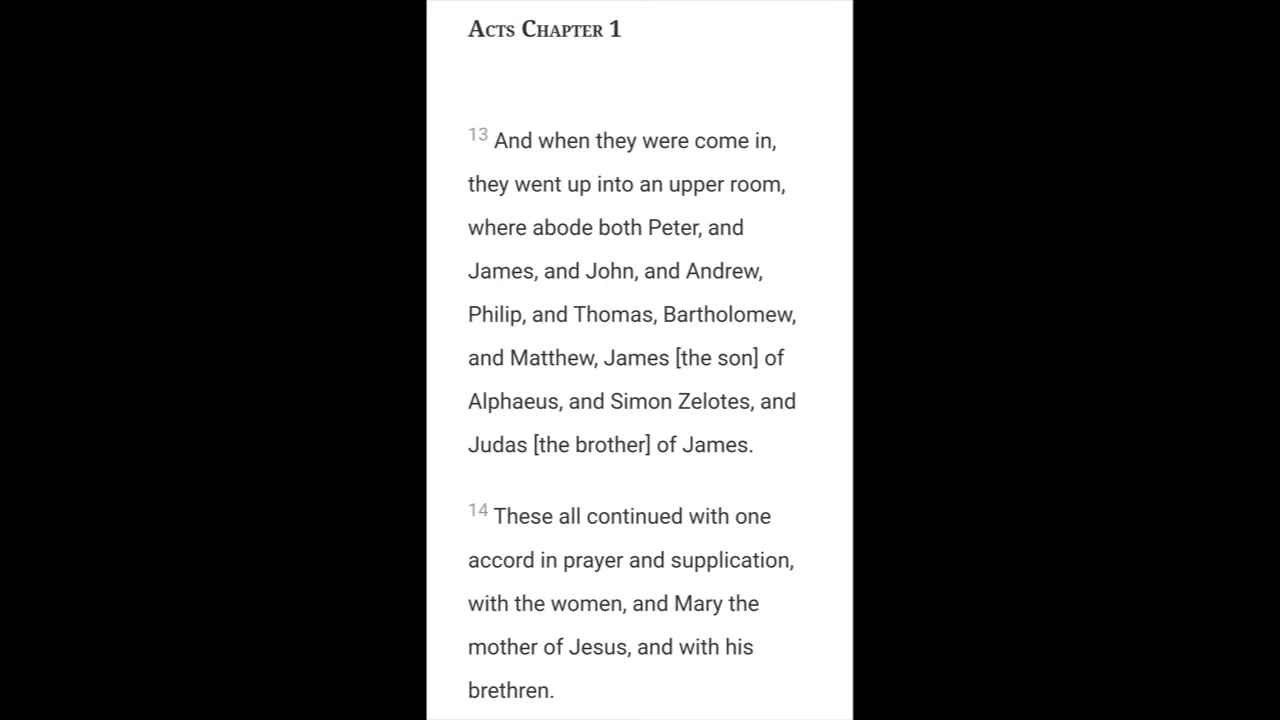 Acts Chapter 1
13 And when they were come in,
they went up into an upper room,
where abode both Peter, and
James, and John, and Andrew,
Philip, and Thomas, Bartholomew,
and Matthew, James [the son] of
Alphaeus, and Simon Zelotes, and
Judas [the brother] of James.
14 These all continued with one
accord in prayer and supplication,
with the women, and Mary the
mother of Jesus, and with his
brethren.